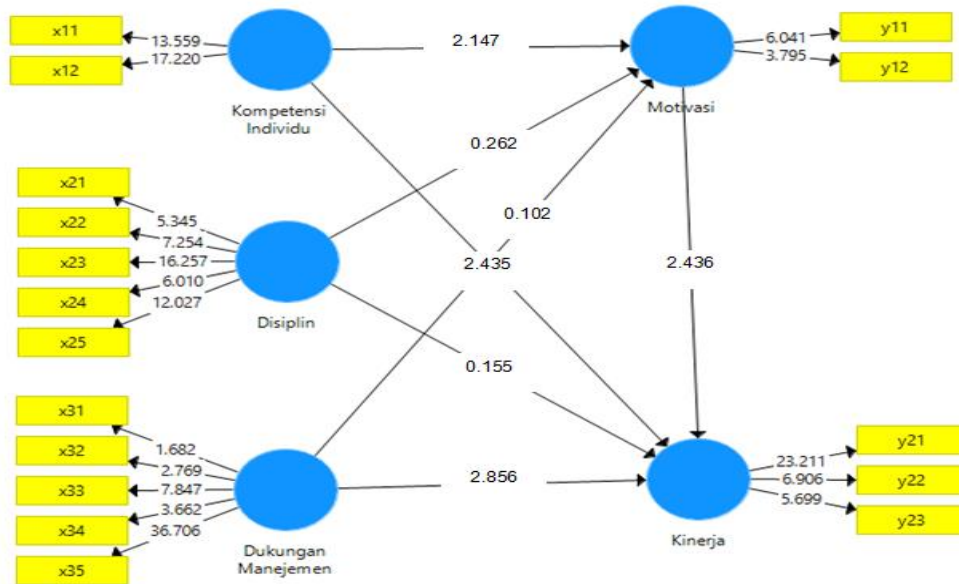 x11
13.559
x12
17.220
Kompetensi
Individu
2.147
Motivasi
6.041
y11
3.795
y12
0.262
0.102
2.435
2.436
x21
5.345
x22
7.254
x23
16.257
x24
6.010
x25
12.027
Disiplin
0.155
x31
1.682
x32
2.769
x33
7.847
x34
3.662
x35
36.706
Dukungan
Manejemen
2.856
Kinerja
23.211
y21
6.906
y22
5.699
y23